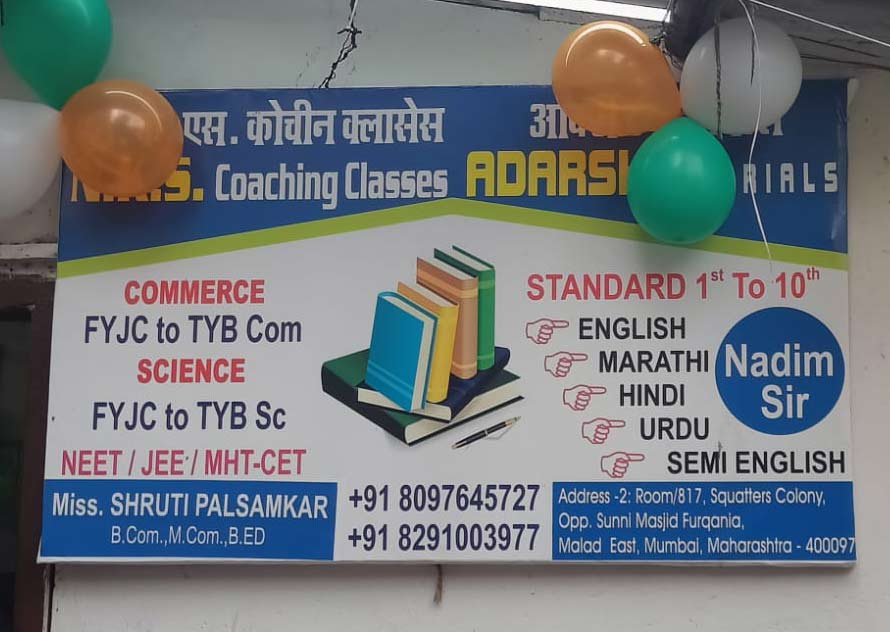 एस. कोचीन क्लासेस
Coaching Classes ADARSH
COMMERCE
FYJC to TYB Com
SCIENCE
FYJC to TYB Sc
NEET / JEE / MHT-CET
Miss. SHRUTI PALSAMKAR
B.Com.,M.Com.,B.ED
+91 8097645727
+91 8291003977
STANDARD 1st To 10th
ENGLISH
MARATHI
HINDI
URDU
SEMI ENGLISH
Nadim
Sir
Address -2: Room/817, Squatters Colony,
Opp. Sunni Masjid Furqania,
Malad East, Mumbai, Maharashtra - 400097